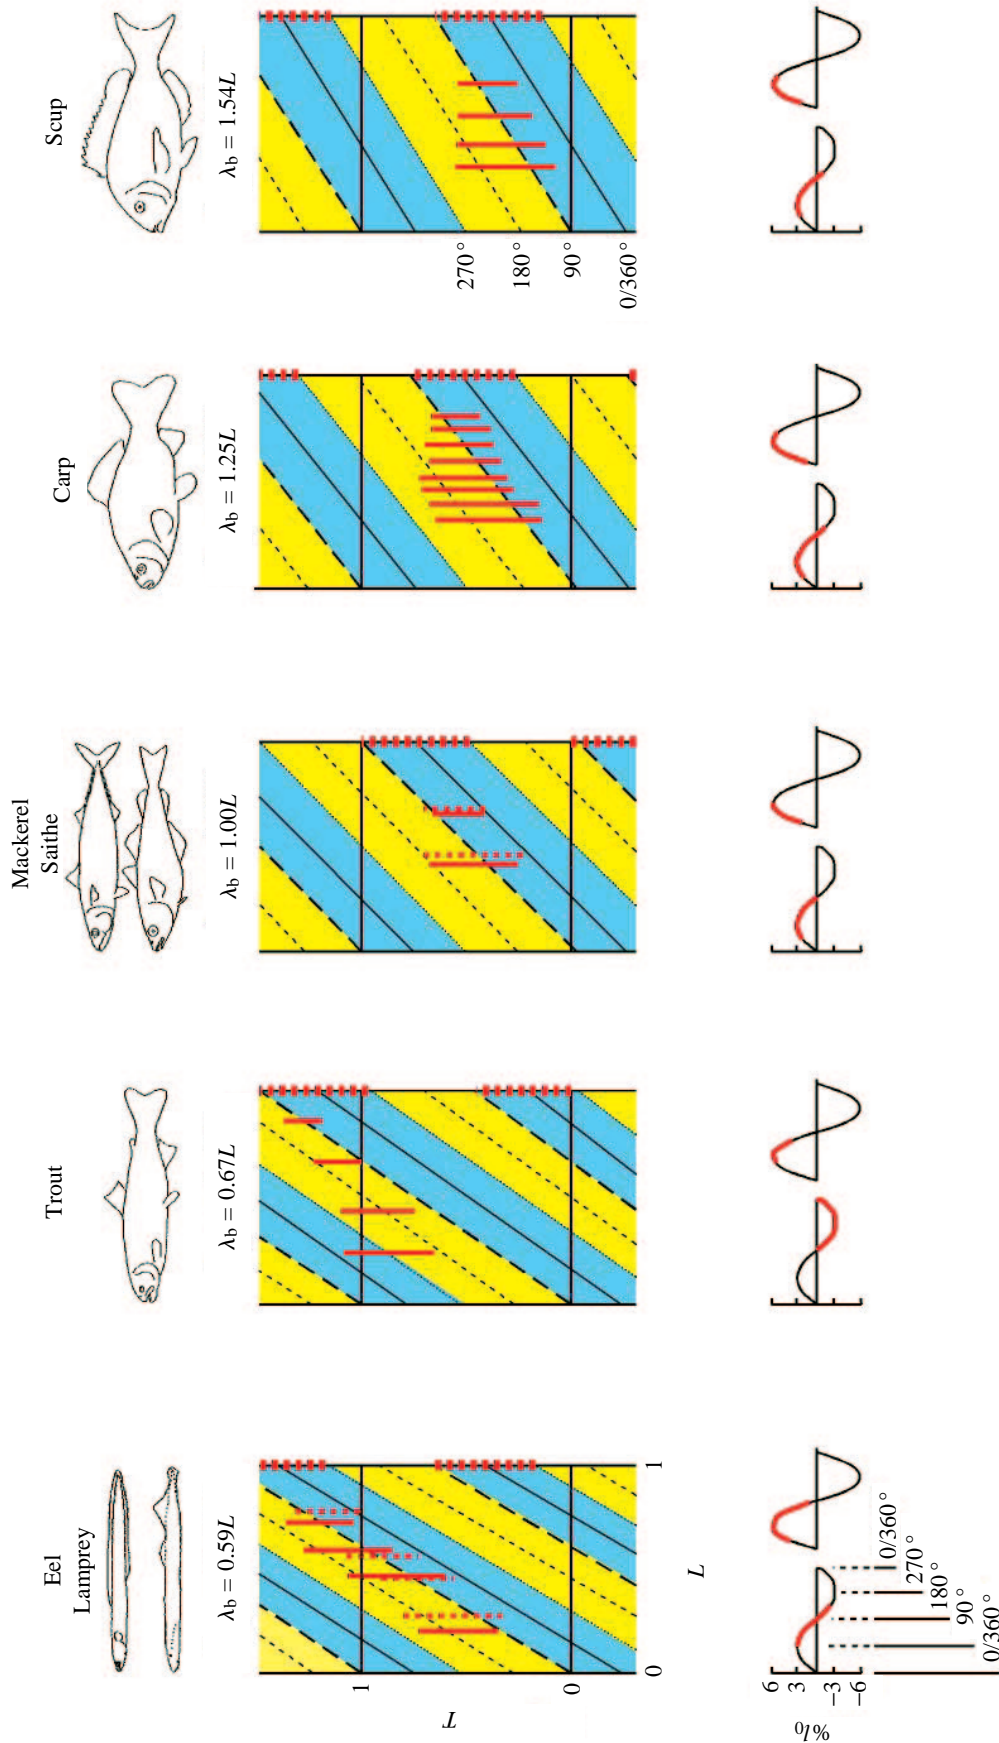 Eel
Lamprey
Trout
Mackerel
Saithe
Carp
Scup
λb = 0.59L
λb = 0.67L
λb = 1.00L
λb = 1.25L
λb = 1.54L
T
1
0
0
1
L
270°
180°
90°
0/360°
%l0
6
3
−3
−6
0/360°
90°
180°
270°
0/360°